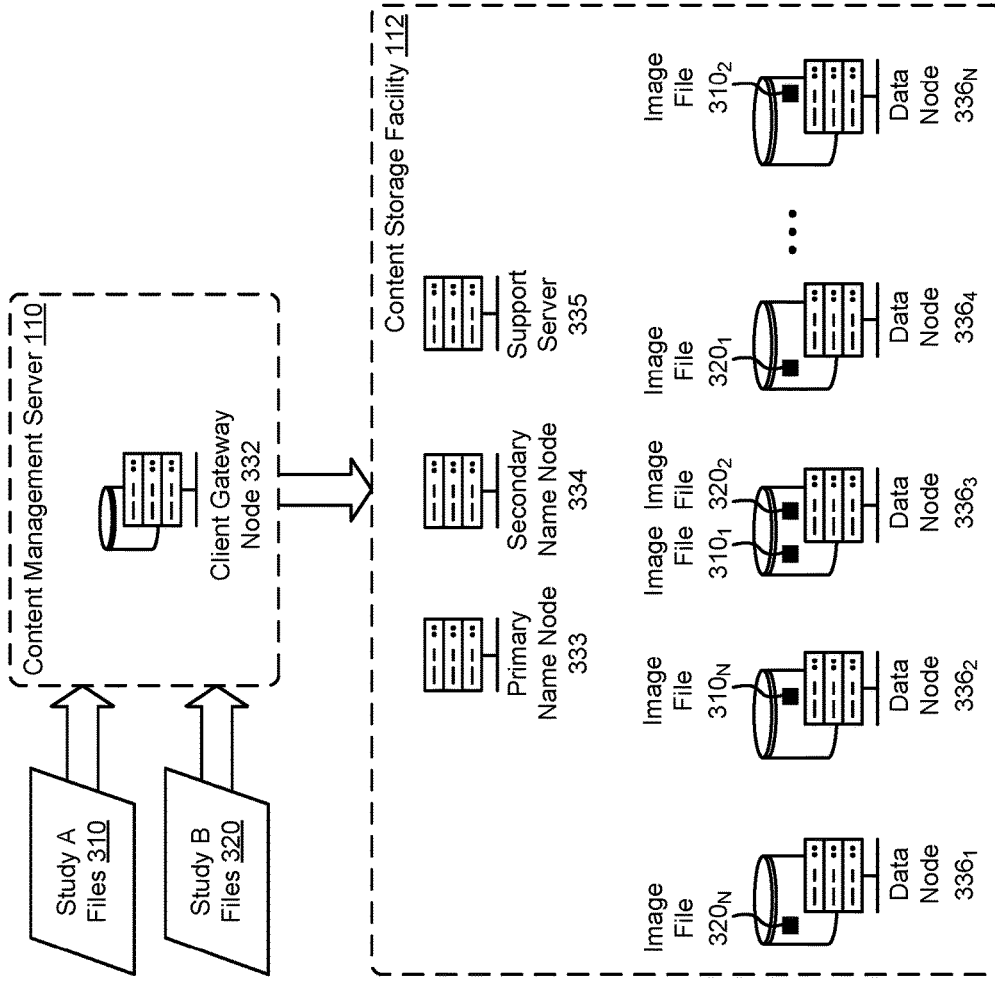 Study A
Files 310
Study B
Files 320
Content Management Server 110
Client Gateway
Node 332
Content Storage Facility 112
Primary
Name Node
333
Secondary
Name Node
334
Support
Server
335
Image
File
320N
Data
Node
336₁
Image
File
310N
Data
Node
336₂
Image
File
310₁
Image
File
320₂
Data
Node
336₃
Image
File
320₁
Data
Node
336₄
Image
File
310₂
Data
Node
336N